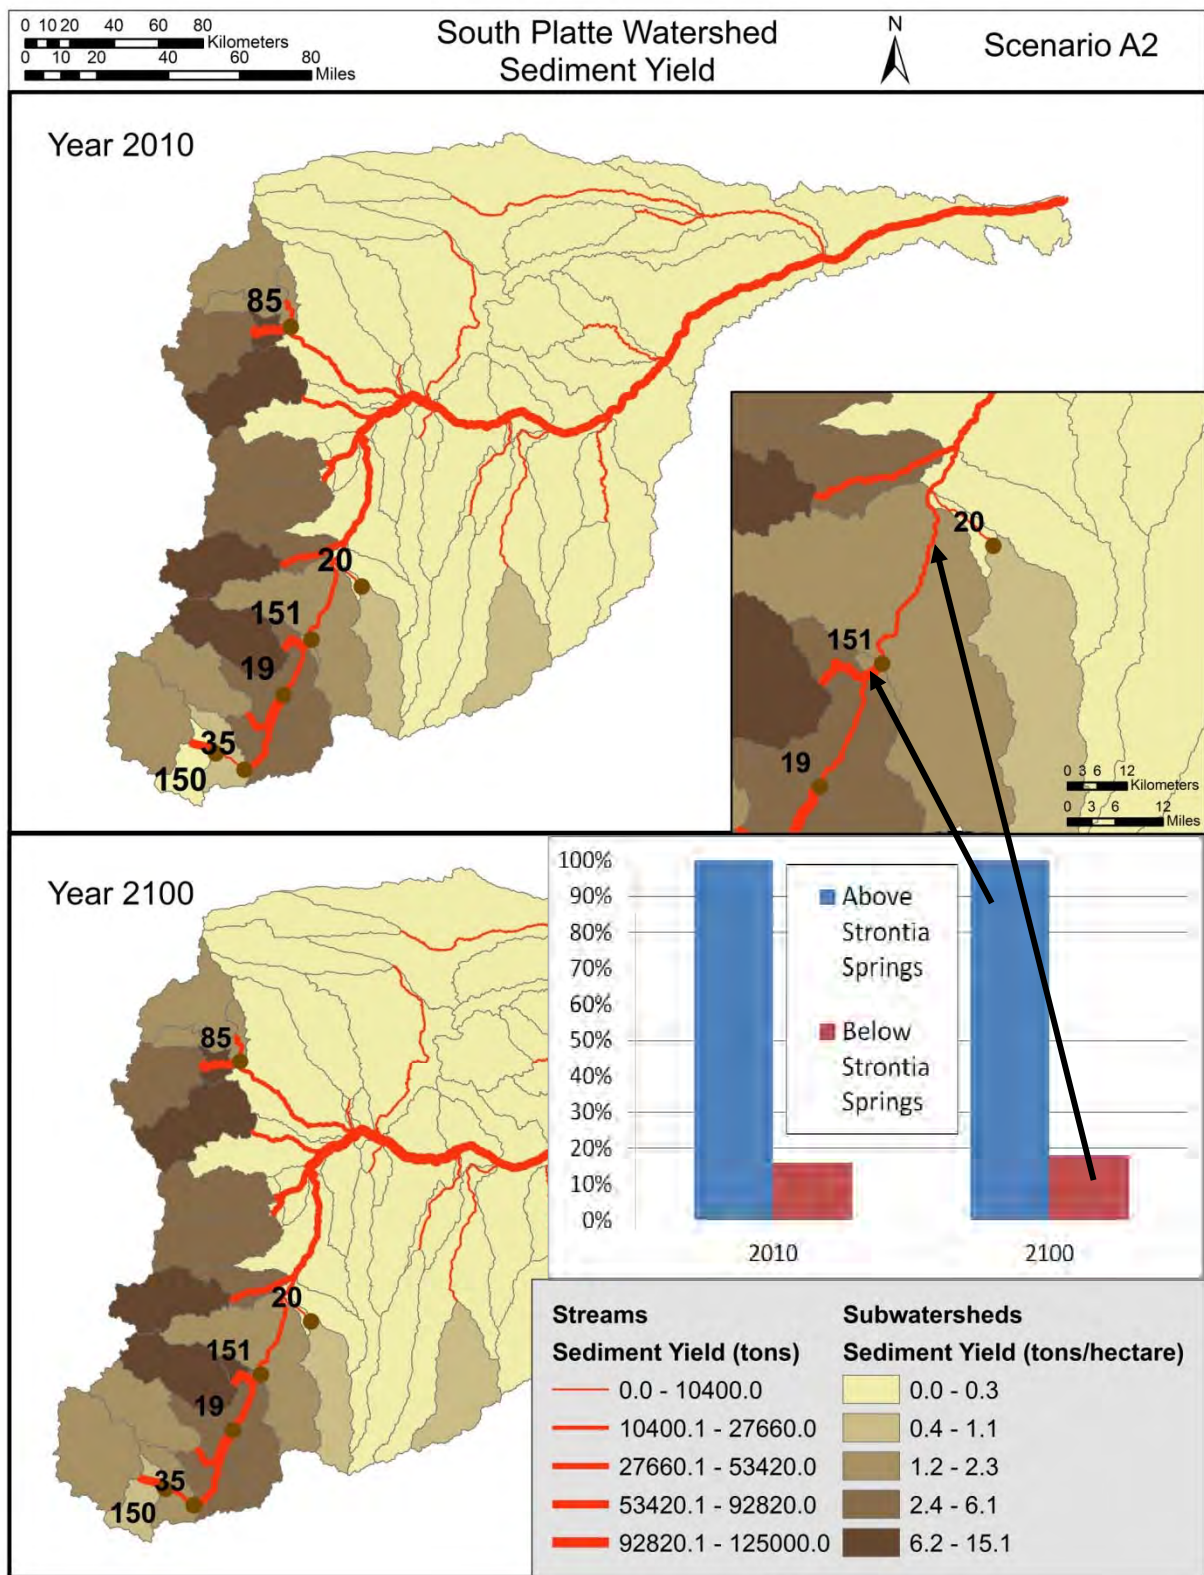 0 10 20 40 60 80
Kilometers
0 10 20 40 60 80
Miles
South Platte Watershed
Sediment Yield
N
Scenario A2
Year 2010
85
20
151
19
35
150
20
151
19
0 3 6 12
Kilometers
0 3 6 12
Miles
Year 2100
85
20
151
19
35
150
100%
90%
80%
70%
60%
50%
40%
30%
20%
10%
0%
Above
Strontia
Springs
Below
Strontia
Springs
2010
2100
Streams
Sediment Yield (tons)
0.0 - 10400.0
10400.1 - 27660.0
27660.1 - 53420.0
53420.1 - 92820.0
92820.1 - 125000.0
Subwatersheds
Sediment Yield (tons/hectare)
0.0 - 0.3
0.4 - 1.1
1.2 - 2.3
2.4 - 6.1
6.2 - 15.1